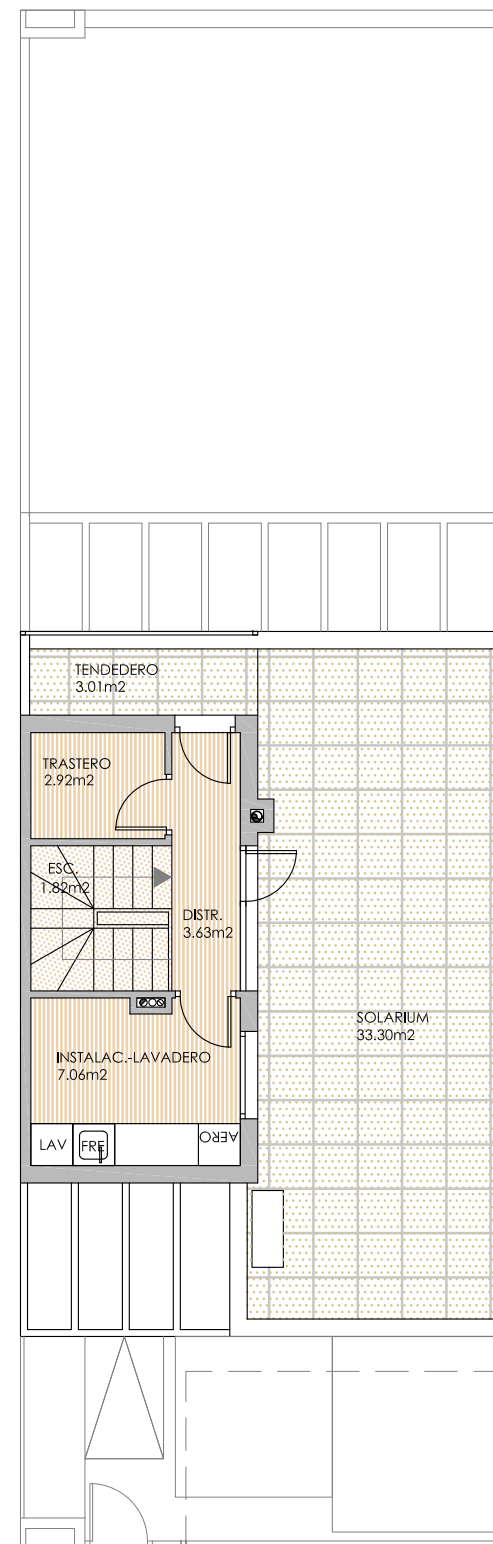 TENDEDERO
3.01m2
TRASTERO
2.92m2
ESC.
1.82m2
DISTR.
3.63m2
SOLARIUM
33.30m2
INSTALAC.-LAVADERO
7.06m2
LAV
FRE
AERO